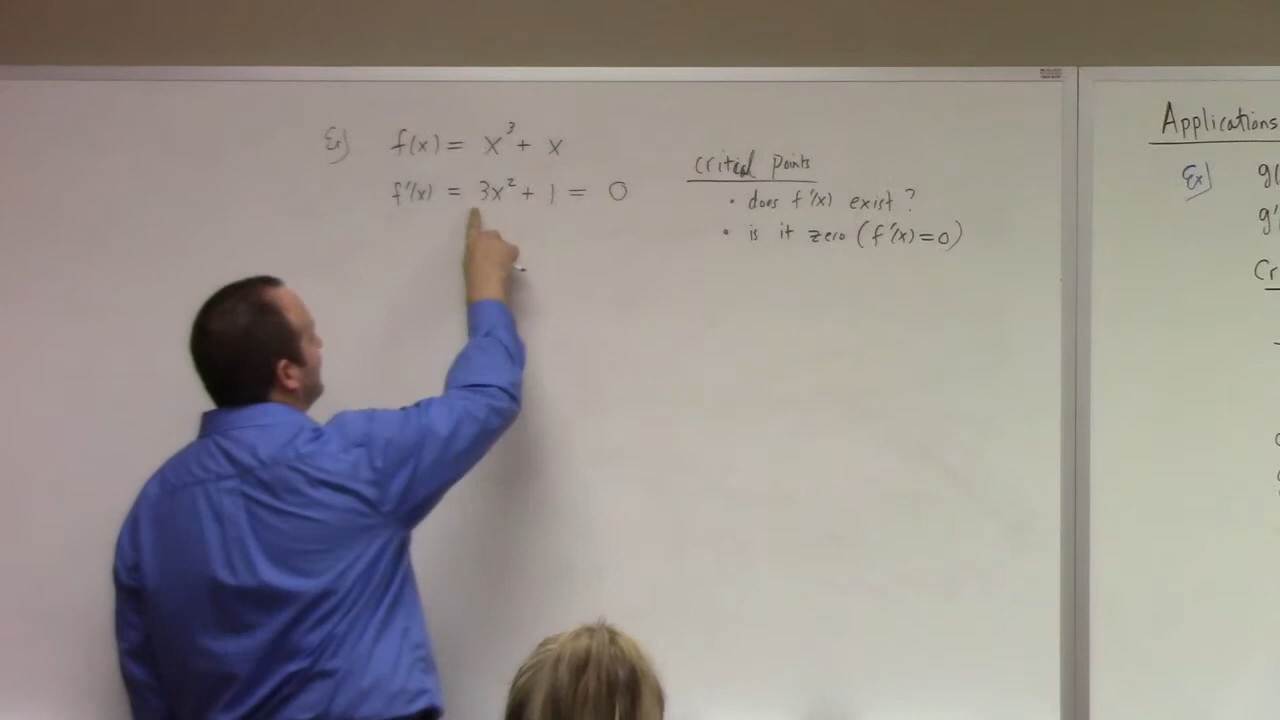 Ex) f(x) = x³ + x
f'(x) = 3x² + 1 = 0
critical points
• does f'(x) exist?
• is it zero (f'(x)=0)
Applications
Ex) g(
g'
Cr